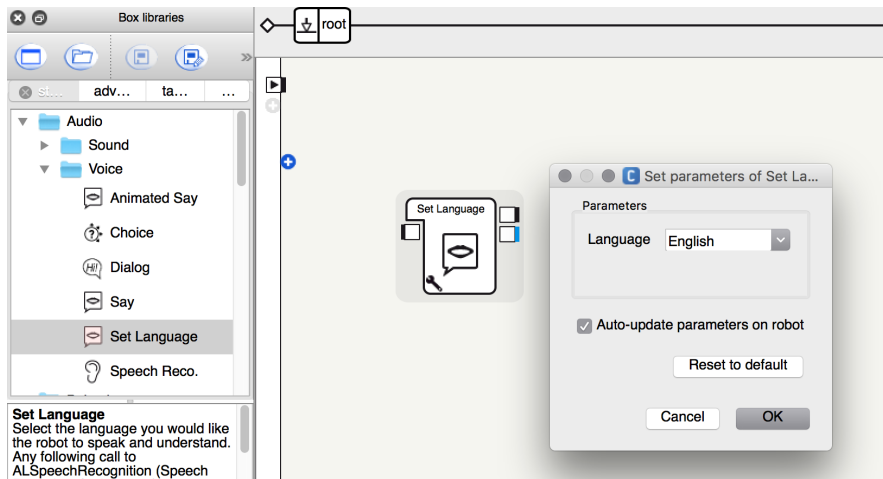 Box libraries
root
st...
adv...
ta...
...
Audio
Sound
Voice
Animated Say
Choice
Hi!
Dialog
Say
Set Language
Speech Reco.
Set Language
Select the language you would like
the robot to speak and understand.
Any following call to
ALSpeechRecognition (Speech
Set Language
C
Set parameters of Set La...
Parameters
Language
English
Auto-update parameters on robot
Reset to default
Cancel
OK